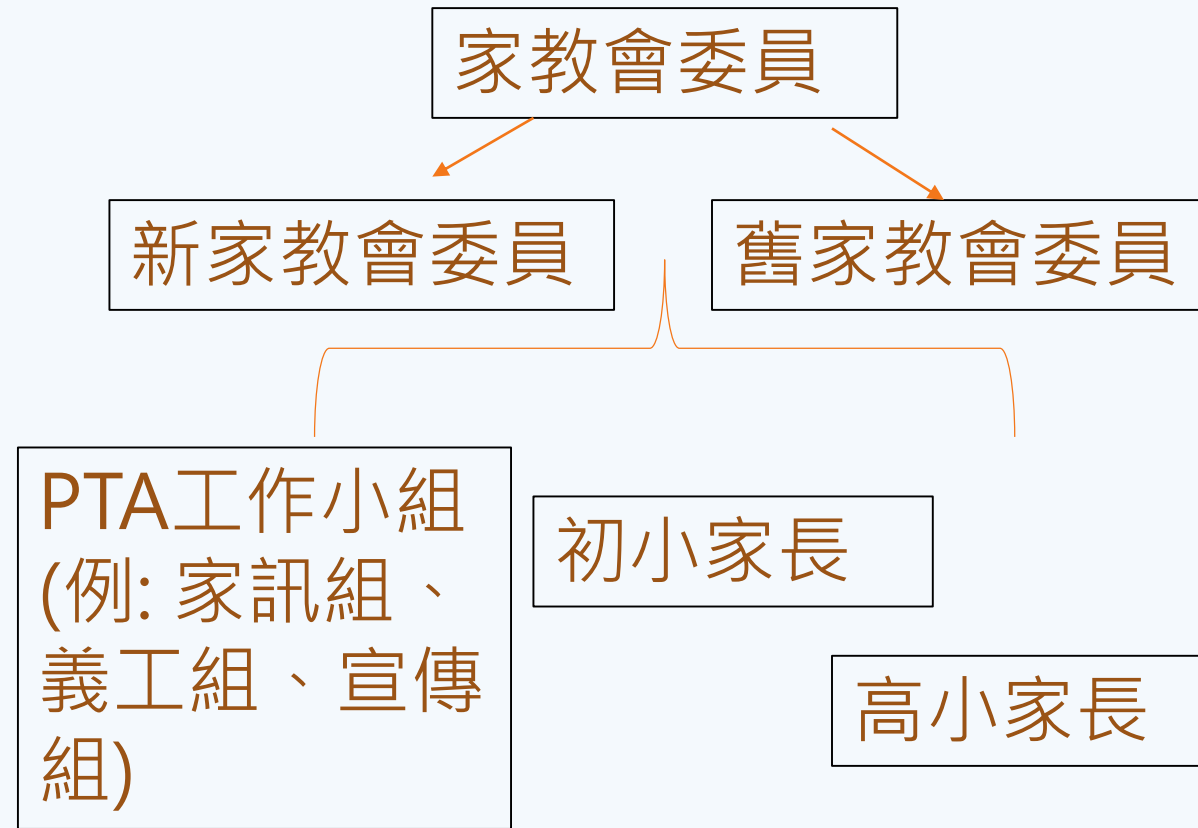 家教會委員
新家教會委員
舊家教會委員
PTA工作小組
(例: 家訊組、
義工組、宣傳
組)
初小家長
高小家長